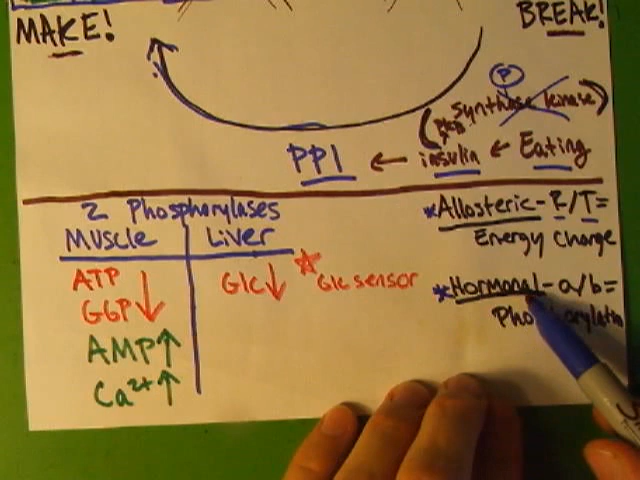 MAKE!
BREAK!
P
synthase kinase
PP1 ← insulin ← Eating
2 Phosphorylases
Muscle Liver
ATP
G6P ↓
AMP ↑
Ca²⁺ ↑
Glc ↓
Glc sensor
*Allosteric - R/T =
Energy Charge
*Hormonal - a/b =